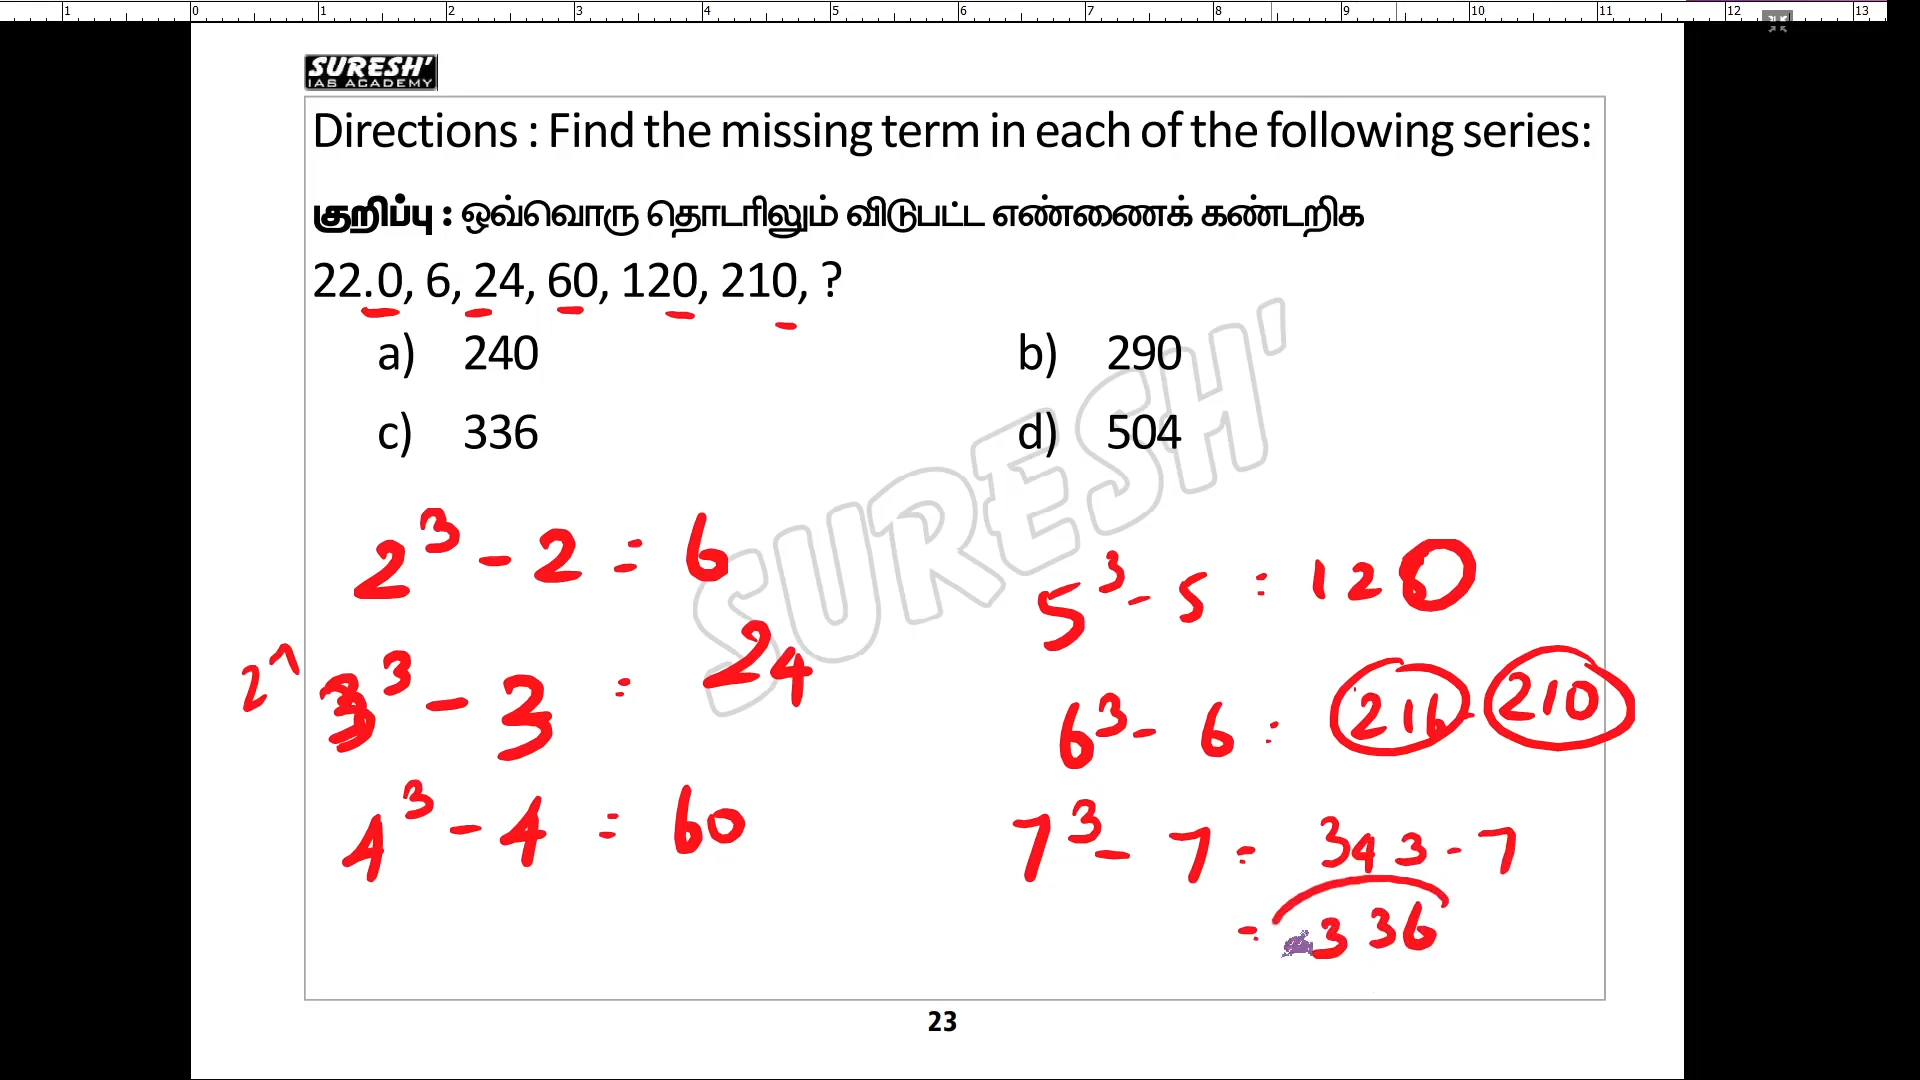 SURESH'
IAS ACADEMY
Directions : Find the missing term in each of the following series:
குறிப்பு : ஒவ்வொரு தொடரிலும் விடுபட்ட எண்ணைக் கண்டறிக
22.0, 6, 24, 60, 120, 210, ?
a) 240 b) 290
c) 336 d) 504
SURESH'
2³ - 2 = 6
3³ - 3 = 24
4³ - 4 = 60
5³ - 5 = 120
6³ - 6 = 216 - 210
7³ - 7 = 343 - 7
= 336
23